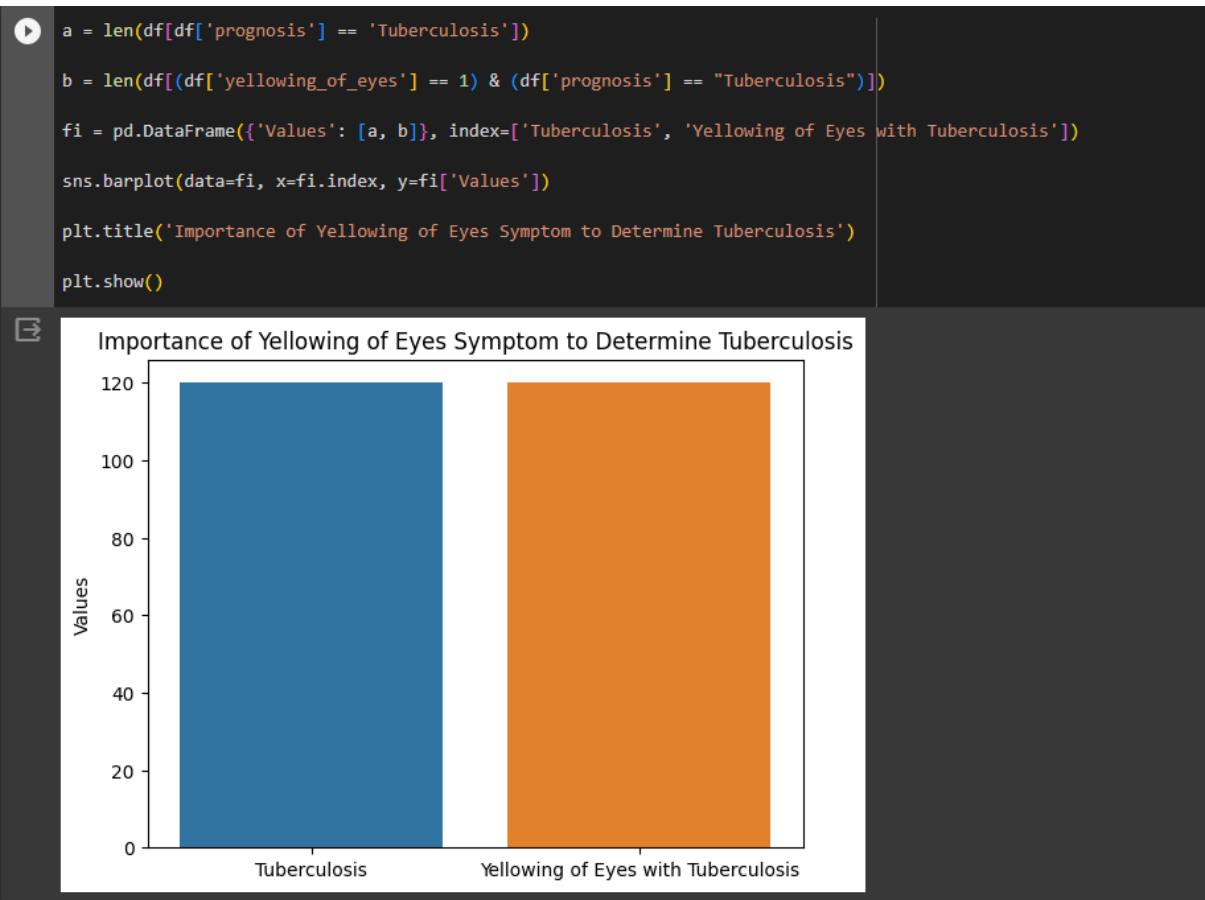 a = len(df[df['prognosis'] == 'Tuberculosis'])
b = len(df[(df['yellowing_of_eyes'] == 1) & (df['prognosis'] == "Tuberculosis")])
fi = pd.DataFrame({'Values': [a, b]}, index=['Tuberculosis', 'Yellowing of Eyes with Tuberculosis'])
sns.barplot(data=fi, x=fi.index, y=fi['Values'])
plt.title('Importance of Yellowing of Eyes Symptom to Determine Tuberculosis')
plt.show()
Importance of Yellowing of Eyes Symptom to Determine Tuberculosis
120
100
80
60
40
20
0
Values
Tuberculosis
Yellowing of Eyes with Tuberculosis